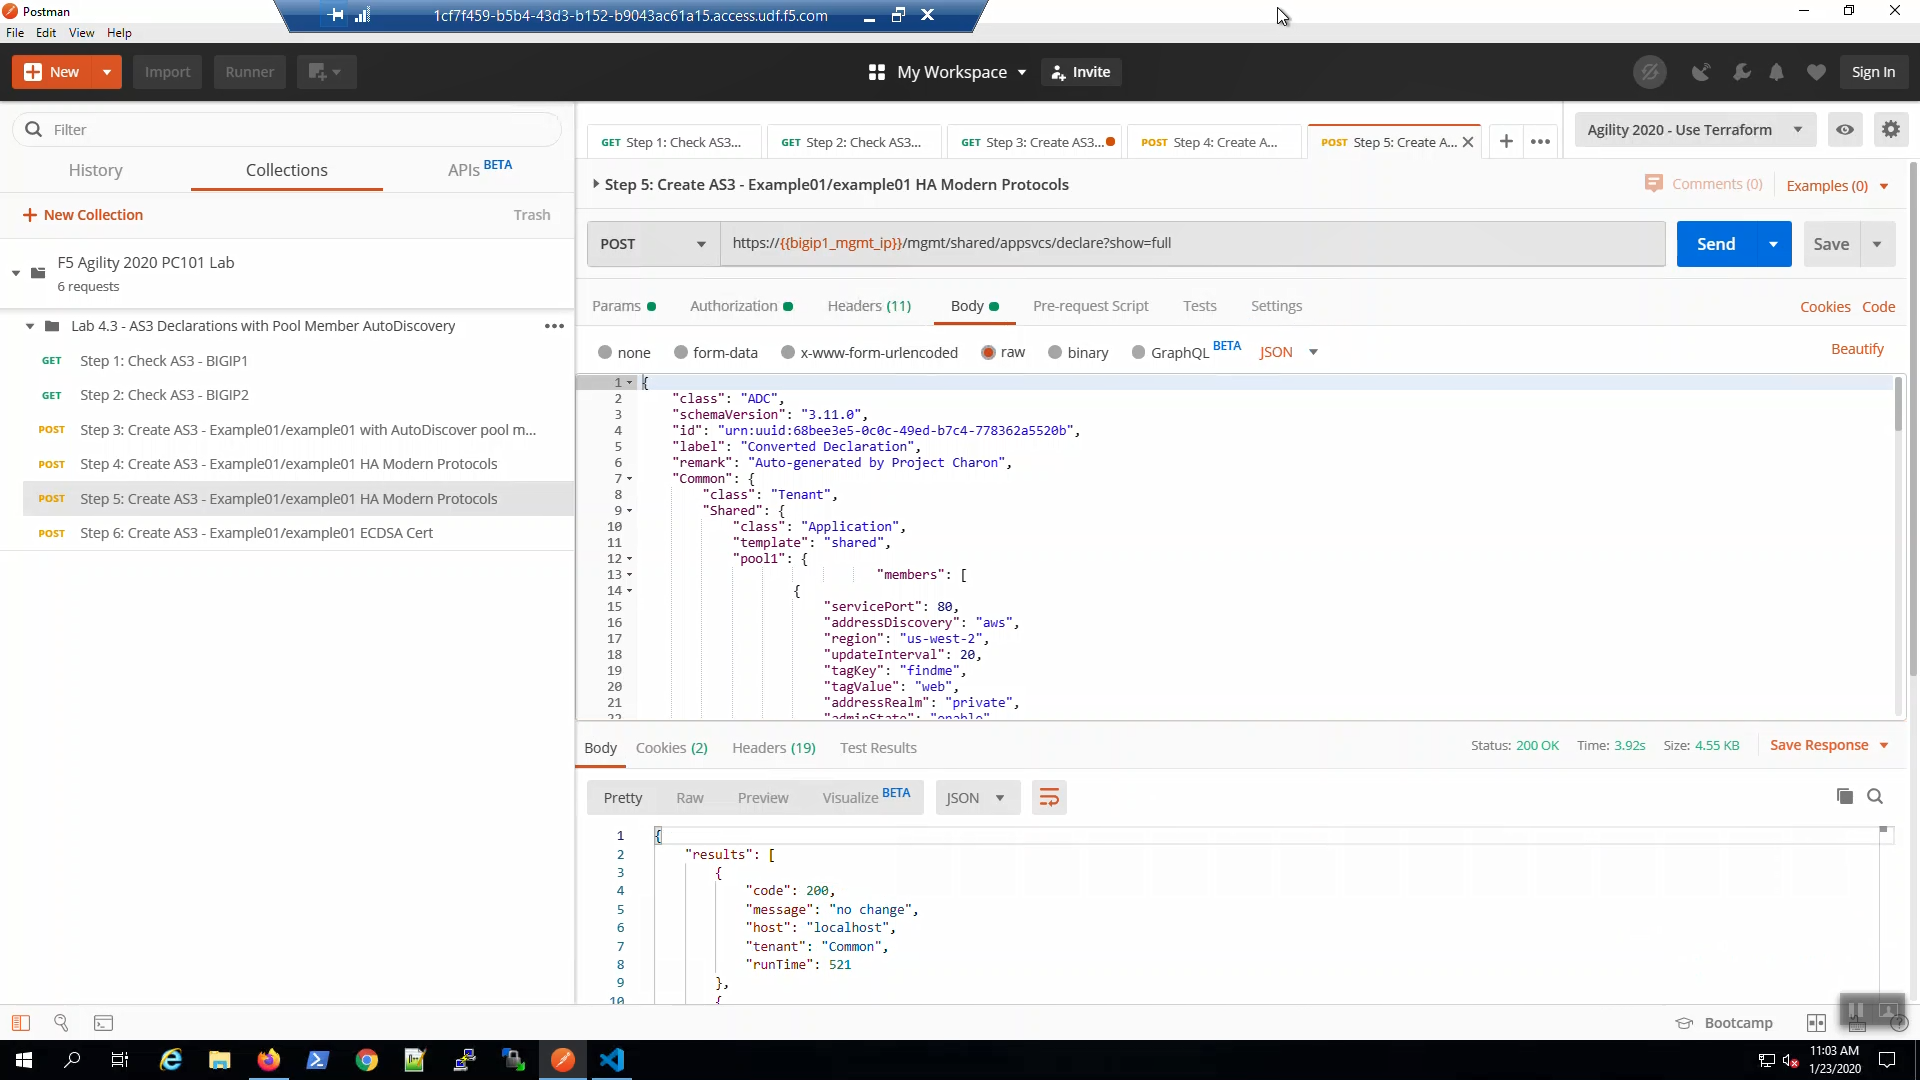 Postman
1cf7f459-b5b4-43d3-b152-b9043ac61a15.access.udf.f5.com
File Edit View Help
New Import Runner My Workspace Invite Sign In
Filter
History Collections APIs BETA
New Collection Trash
F5 Agility 2020 PC101 Lab
6 requests
Lab 4.3 - AS3 Declarations with Pool Member AutoDiscovery
GET Step 1: Check AS3 - BIGIP1
GET Step 2: Check AS3 - BIGIP2
POST Step 3: Create AS3 - Example01/example01 with AutoDiscover pool m...
POST Step 4: Create AS3 - Example01/example01 HA Modern Protocols
POST Step 5: Create AS3 - Example01/example01 HA Modern Protocols
POST Step 6: Create AS3 - Example01/example01 ECDSA Cert
GET Step 1: Check AS3... GET Step 2: Check AS3... GET Step 3: Create AS3... POST Step 4: Create A... POST Step 5: Create A...
Agility 2020 - Use Terraform
Step 5: Create AS3 - Example01/example01 HA Modern Protocols
Comments (0) Examples (0)
POST https://{{bigip1_mgmt_ip}}/mgmt/shared/appsvcs/declare?show=full Send Save
Params Authorization Headers (11) Body Pre-request Script Tests Settings Cookies Code
none form-data x-www-form-urlencoded raw binary GraphQL BETA JSON Beautify
1 {
2 "class": "ADC",
3 "schemaVersion": "3.11.0",
4 "id": "urn:uuid:68bee3e5-0c0c-49ed-b7c4-778362a5520b",
5 "label": "Converted Declaration",
6 "remark": "Auto-generated by Project Charon",
7 "Common": {
8 "class": "Tenant",
9 "Shared": {
10 "class": "Application",
11 "template": "shared",
12 "pool1": {
13 "members": [
14 {
15 "servicePort": 80,
16 "addressDiscovery": "aws",
17 "region": "us-west-2",
18 "updateInterval": 20,
19 "tagKey": "findme",
20 "tagValue": "web",
21 "addressRealm": "private",
22 "adminState": "enable"
Body Cookies (2) Headers (19) Test Results Status: 200 OK Time: 3.92s Size: 4.55 KB Save Response
Pretty Raw Preview Visualize BETA JSON
1 {
2 "results": [
3 {
4 "code": 200,
5 "message": "no change",
6 "host": "localhost",
7 "tenant": "Common",
8 "runTime": 521
9 },
10 {
Bootcamp
11:03 AM
1/23/2020